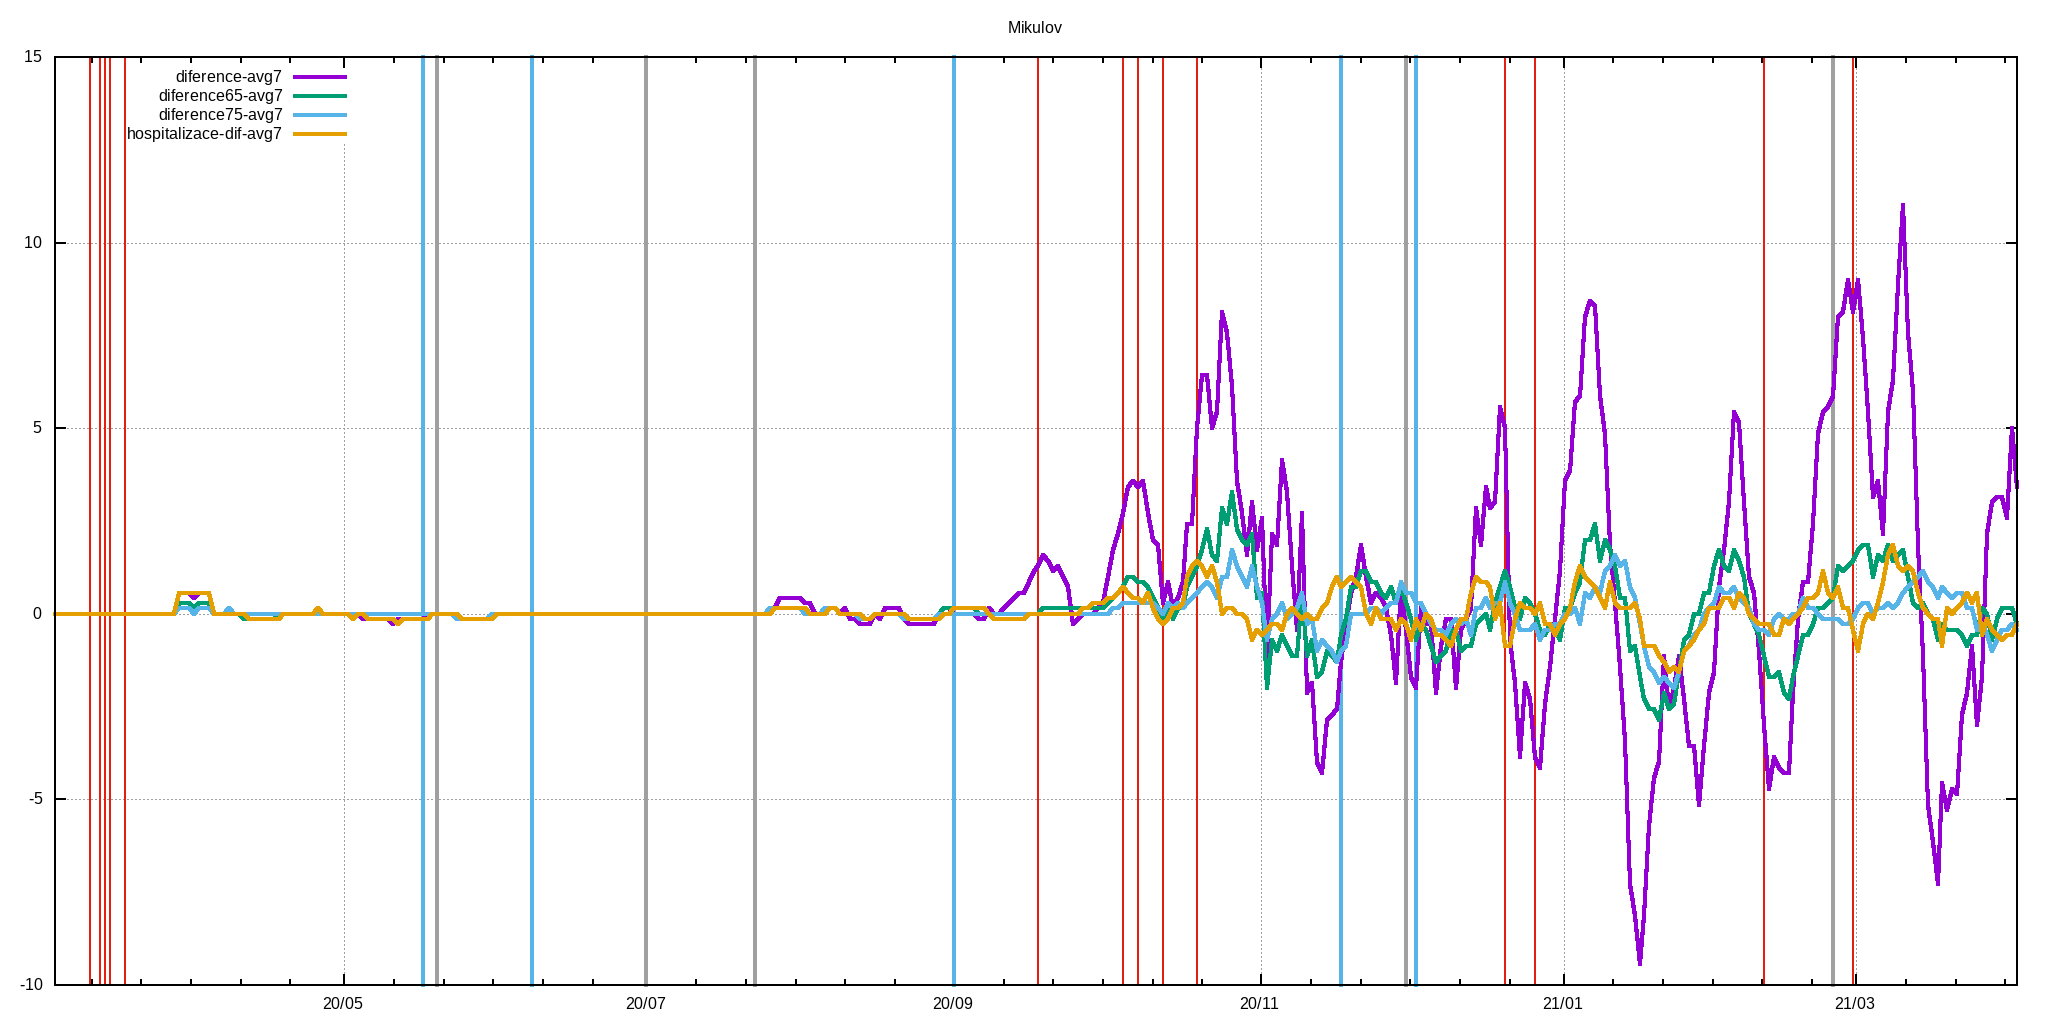 Mikulov
15
diference-avg7
diference65-avg7
diference75-avg7
hospitalizace-dif-avg7
10
5
0
-5
-10
20/05 20/07 20/09 20/11 21/01 21/03